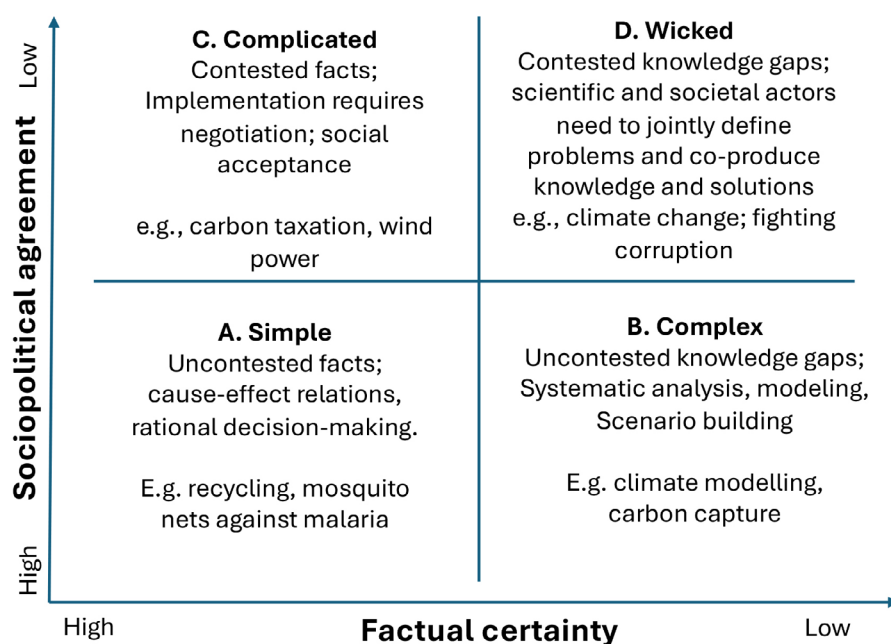 Low
Sociopolitical agreement
High
C. Complicated
Contested facts;
Implementation requires
negotiation; social
acceptance
e.g., carbon taxation, wind
power
D. Wicked
Contested knowledge gaps;
scientific and societal actors
need to jointly define
problems and co-produce
knowledge and solutions
e.g., climate change; fighting
corruption
A. Simple
Uncontested facts;
cause-effect relations,
rational decision-making.
E.g. recycling, mosquito
nets against malaria
B. Complex
Uncontested knowledge gaps;
Systematic analysis, modeling,
Scenario building
E.g. climate modelling,
carbon capture
High
Factual certainty
Low